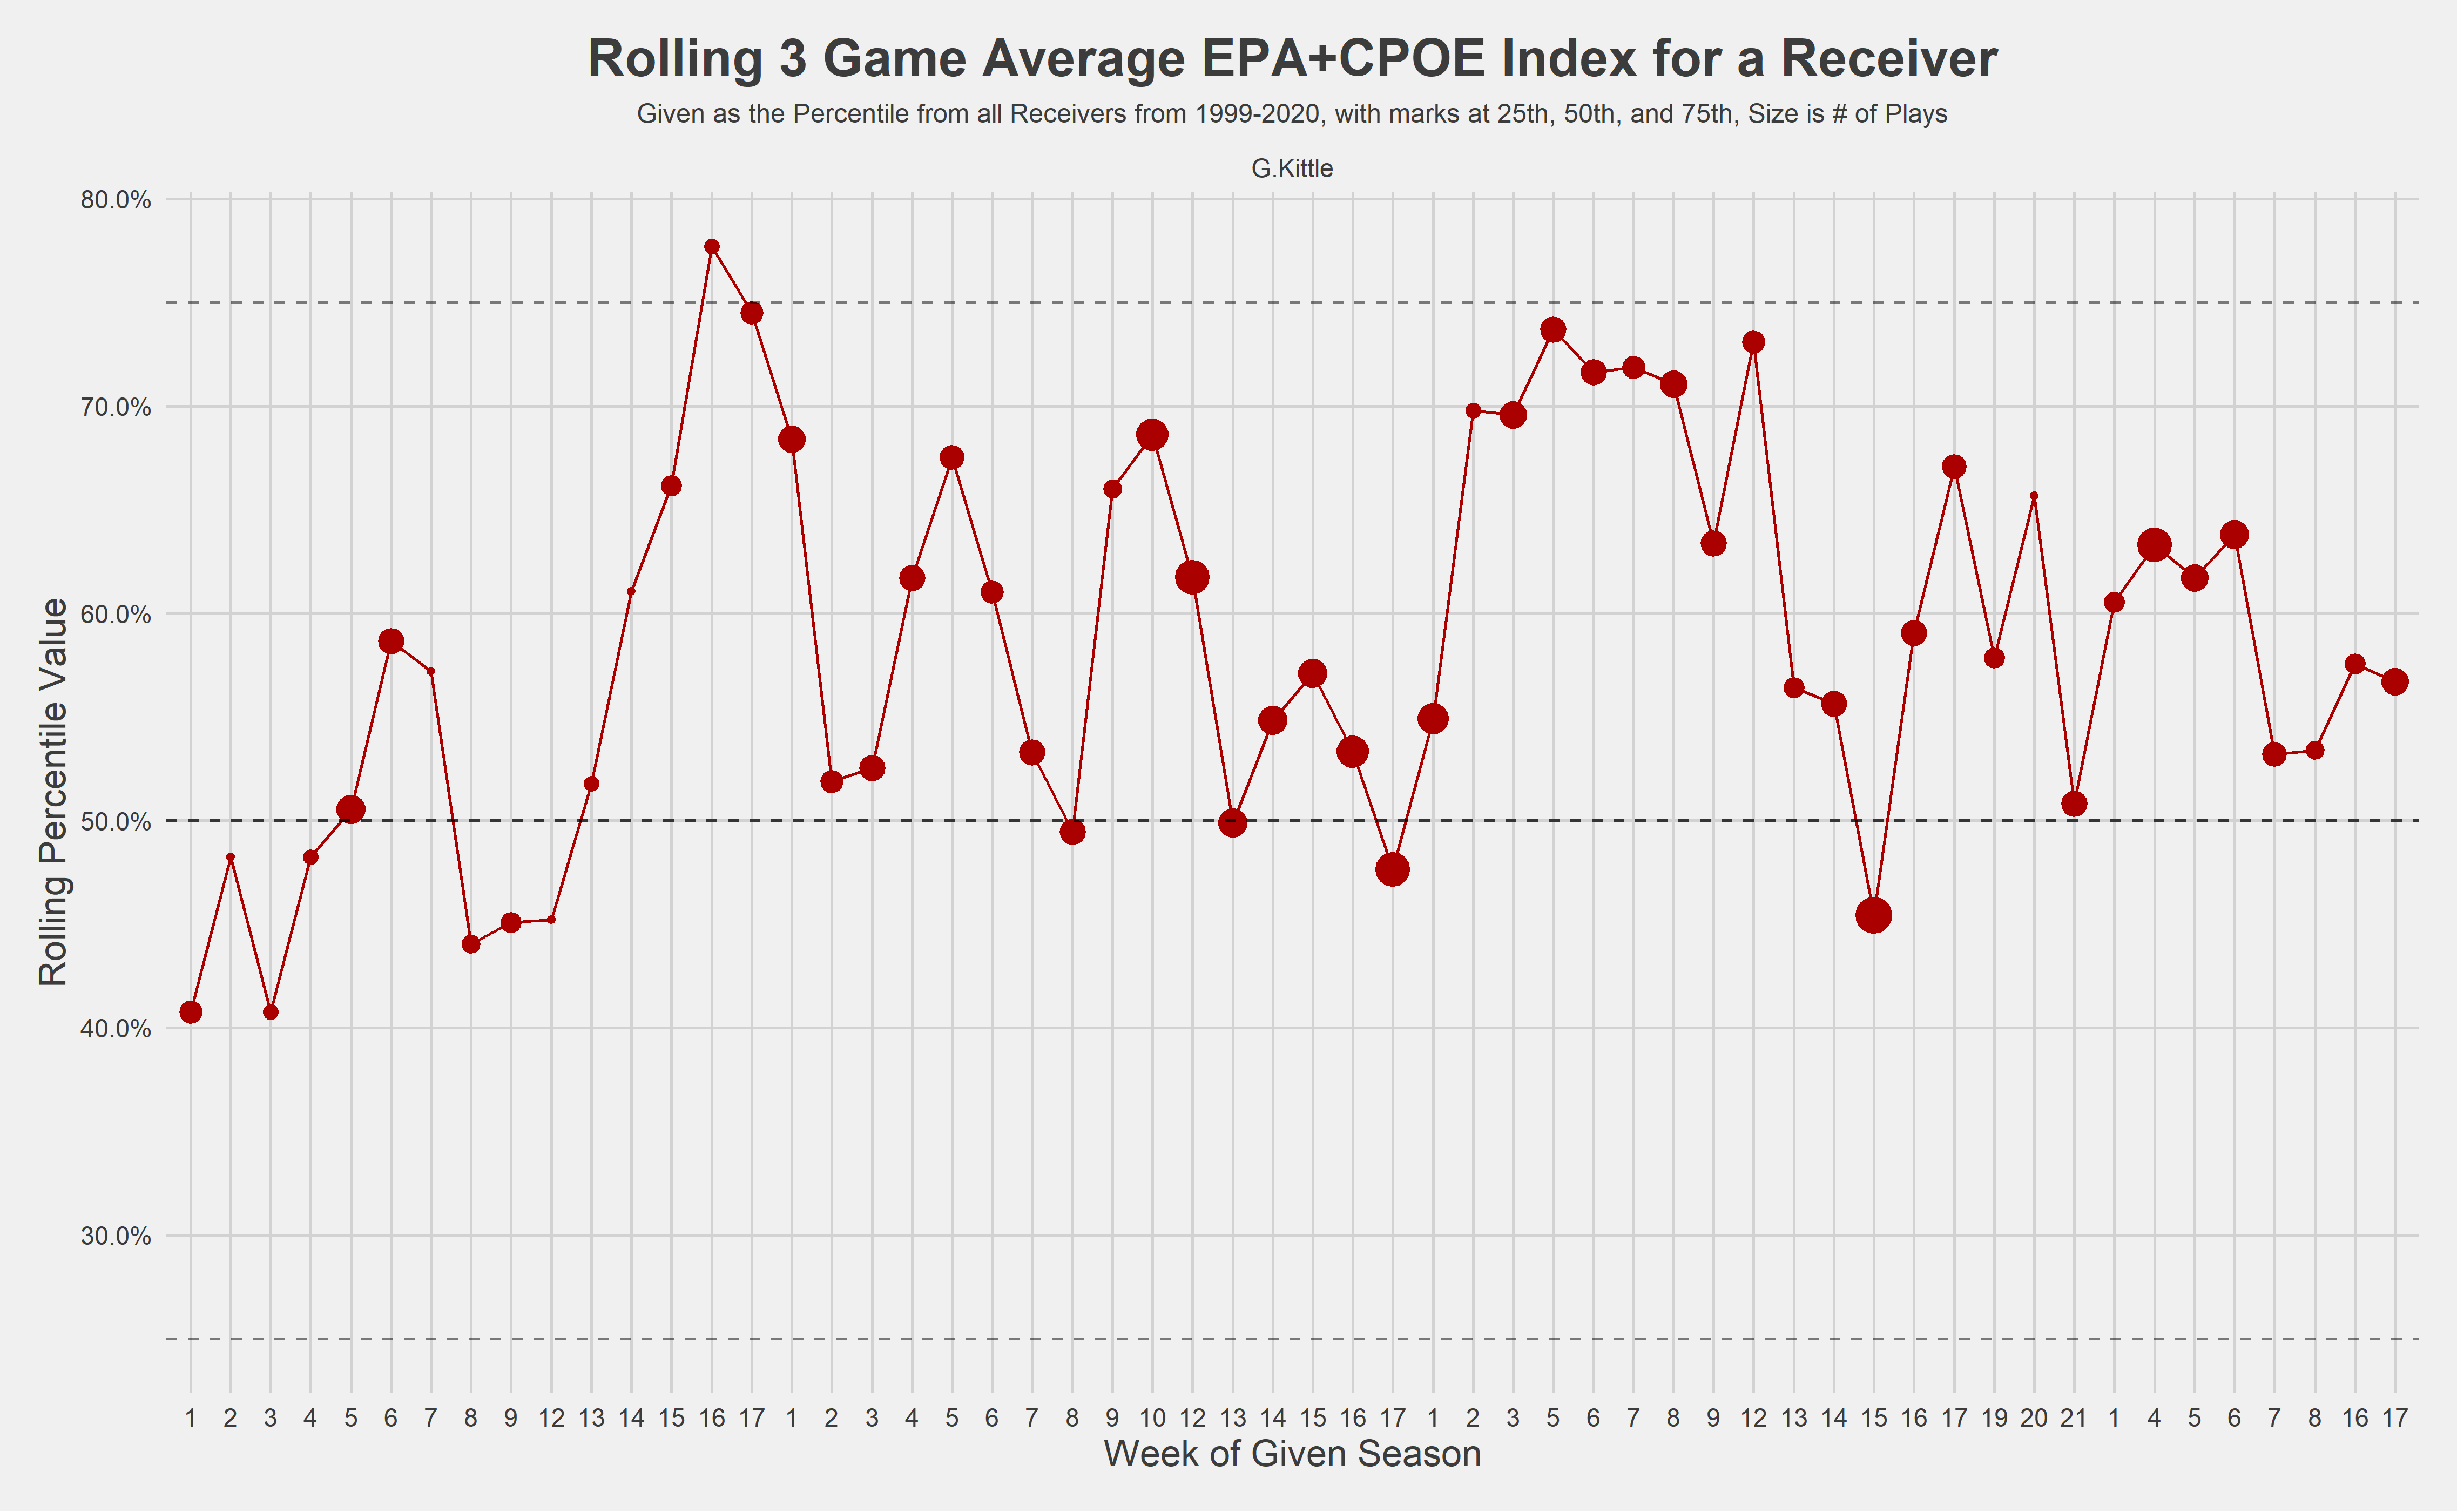 Rolling 3 Game Average EPA+CPOE Index for a Receiver
Given as the Percentile from all Receivers from 1999-2020, with marks at 25th, 50th, and 75th, Size is # of Plays
G.Kittle
Rolling Percentile Value
80.0%
70.0%
60.0%
50.0%
40.0%
30.0%
1 2 3 4 5 6 7 8 9 12 13 14 15 16 17 1 2 3 4 5 6 7 8 9 10 12 13 14 15 16 17 1 2 3 5 6 7 8 9 12 13 14 15 16 17 19 20 21 1 4 5 6 7 8 16 17
Week of Given Season